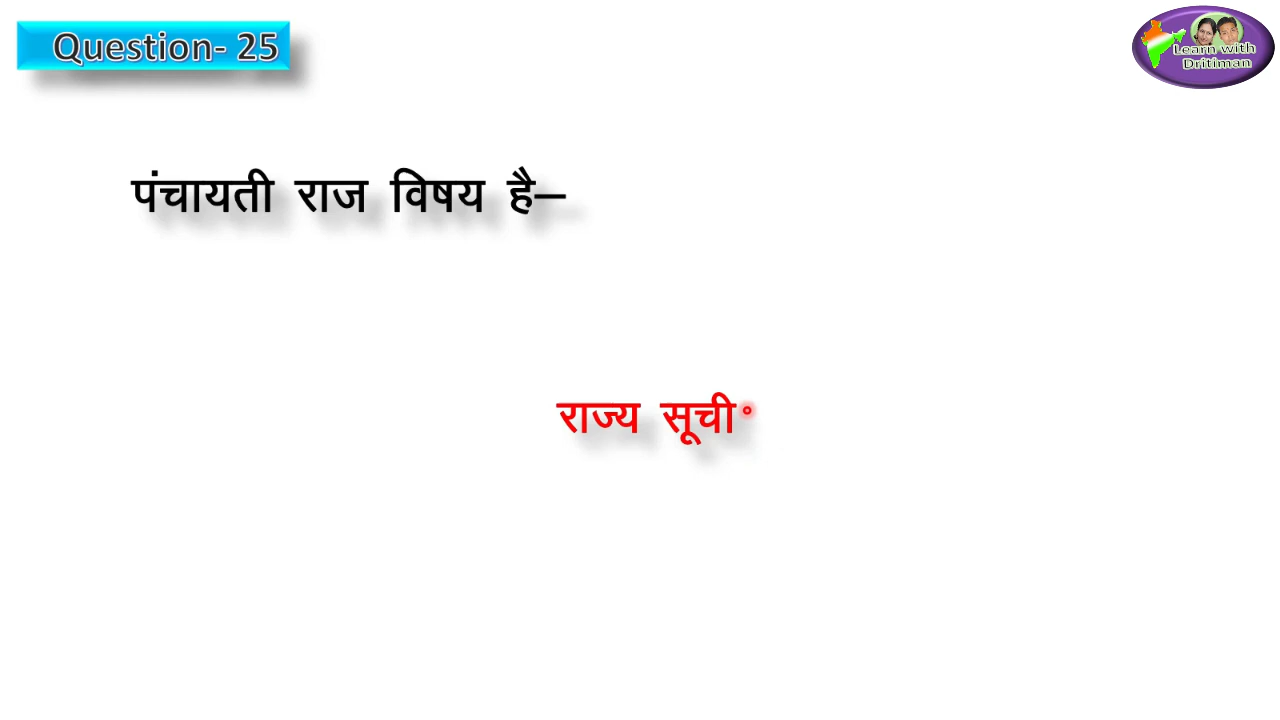 Question- 25
Learn with
Dritiman
पंचायती राज विषय है–
राज्य सूची